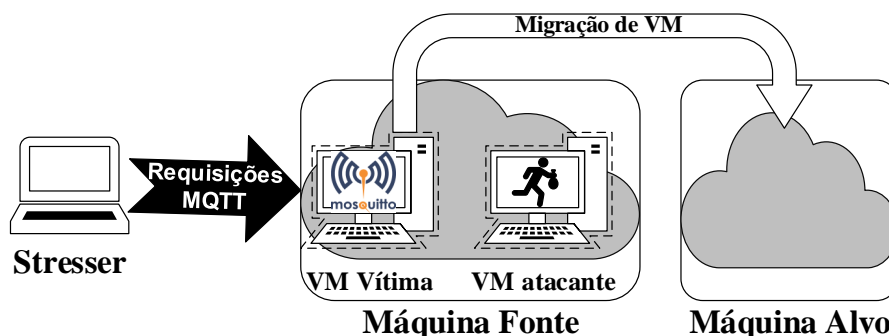 Migração de VM
Requisições
MQTT
mosquitto
Stresser
VM Vítima
VM atacante
Máquina Fonte
Máquina Alvo